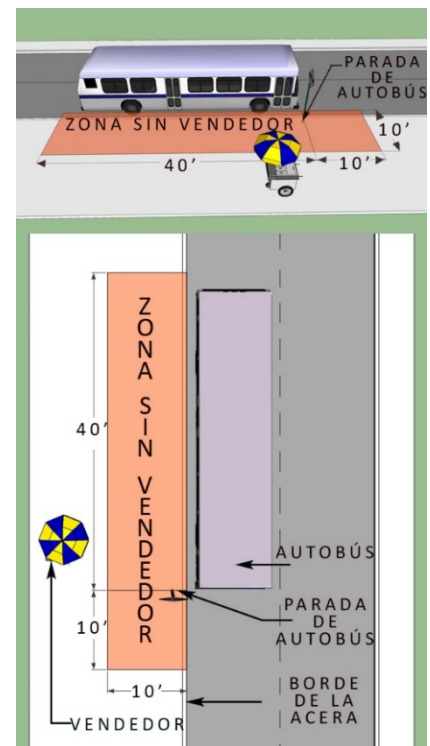 PARADA
DE
AUTOBÚS
ZONA SIN VENDEDOR
10'
40'
10'
ZONA SIN VENDEDOR
40'
AUTOBÚS
PARADA
DE
AUTOBÚS
10'
10'
BORDE
DE LA
ACERA
VENDEDOR